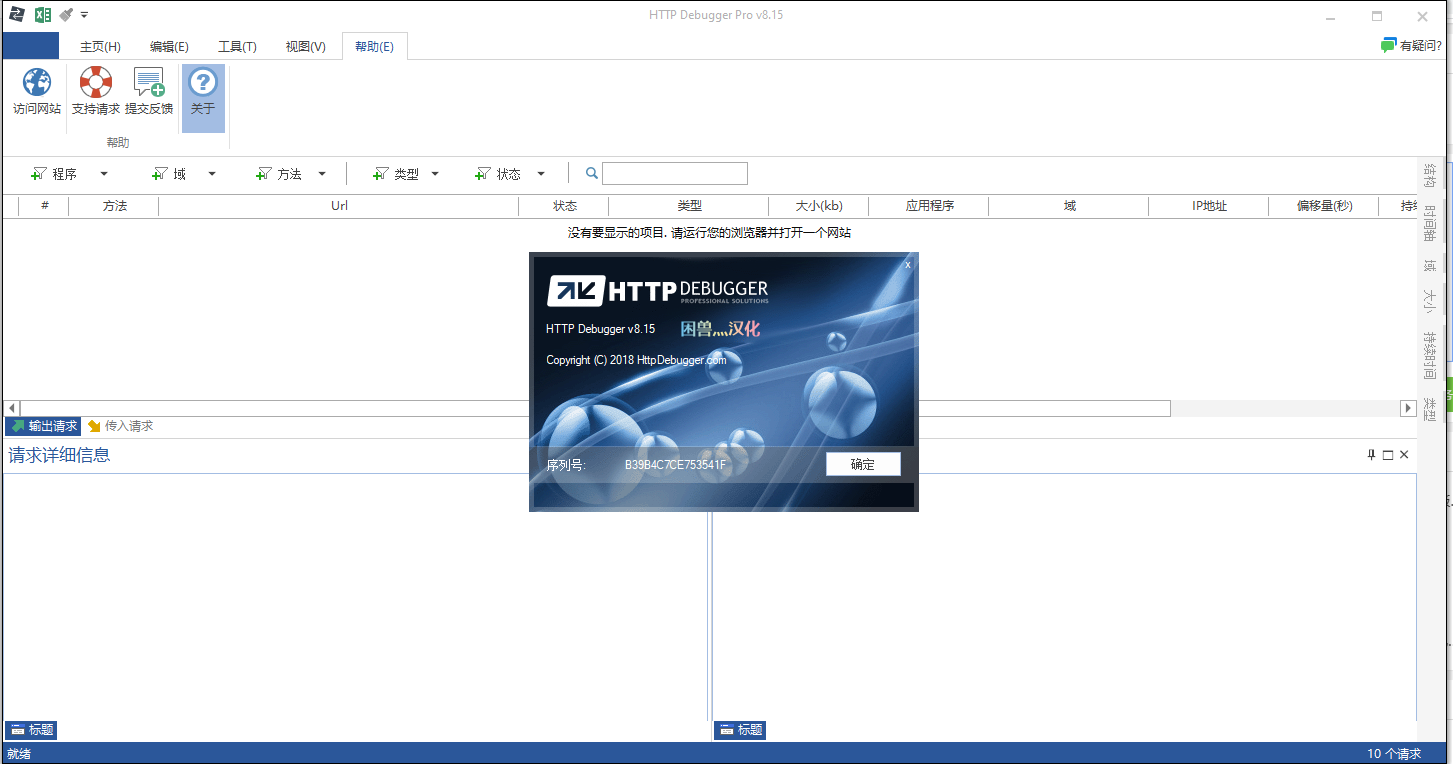 HTTP Debugger Pro v8.15
主页(H) 编辑(E) 工具(T) 视图(V) 帮助(E) 有疑问?
访问网站 支持请求 提交反馈 关于
帮助
程序 域 方法 类型 状态
# 方法 Url 状态 类型 大小(kb) 应用程序 域 IP地址 偏移量(秒) 持续
没有要显示的项目. 请运行您的浏览器并打开一个网站
结构
时间轴
域
大小
持续时间
类型
x
HTTP DEBUGGER
PROFESSIONAL SOLUTIONS
HTTP Debugger v8.15 困兽灬汉化
Copyright (C) 2018 HttpDebugger.com
序列号: B39B4C7CE753541F 确定
输出请求 传入请求
请求详细信息
标题 标题
就绪 10 个请求